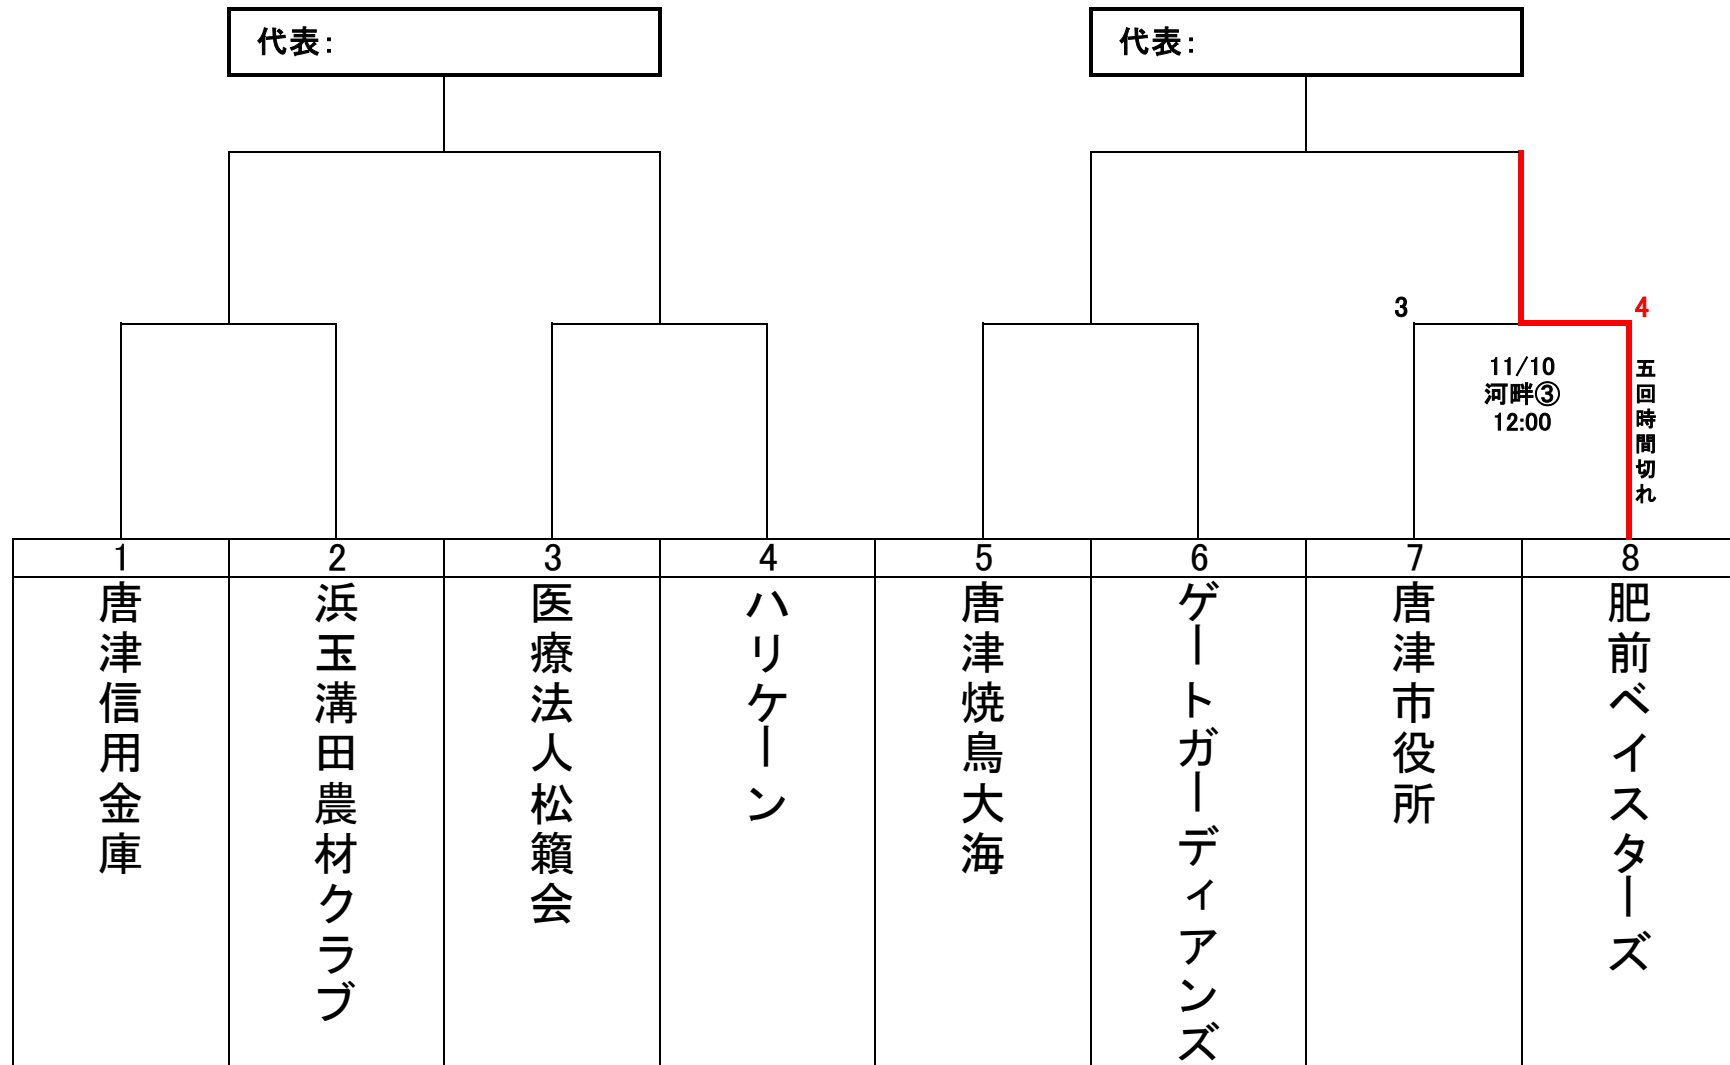 代表：
代表：
3
4
11/10
河畔③
12:00
五回時間切れ
1
2
3
4
5
6
7
8
唐津信用金庫
浜玉溝田農材クラブ
医療法人松籟会
ハリケーン
唐津焼鳥大海
ゲートガーディアンズ
唐津市役所
肥前ベイスターズ